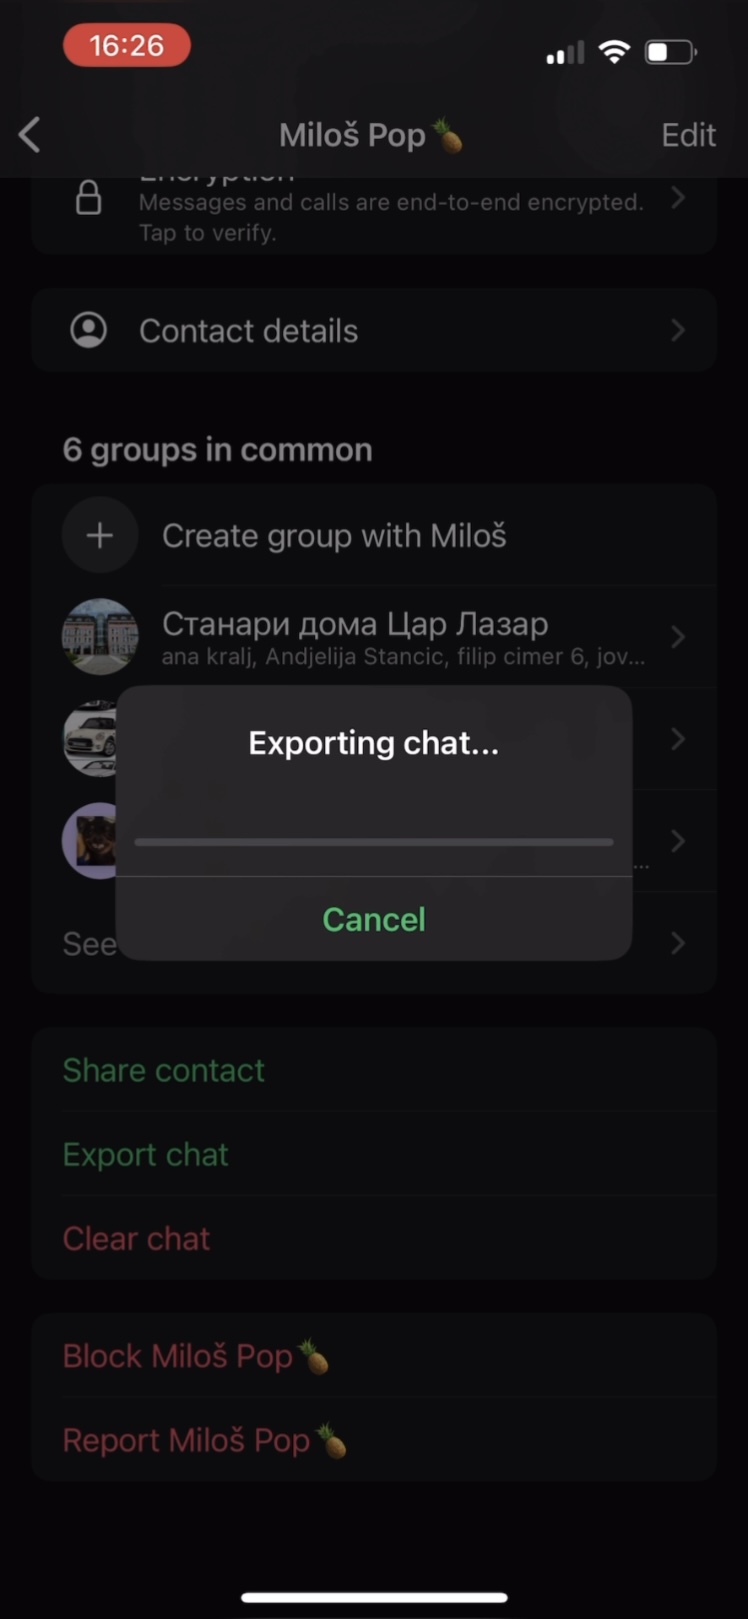 16:26
Miloš Pop🍍
Edit
Encryption
Messages and calls are end-to-end encrypted.
Tap to verify.
Contact details
6 groups in common
Create group with Miloš
Станари дома Цар Лазар
ana kralj, Andjelija Stancic, filip cimer 6, jov...
Exporting chat...
...
Cancel
See
Share contact
Export chat
Clear chat
Block Miloš Pop🍍
Report Miloš Pop🍍